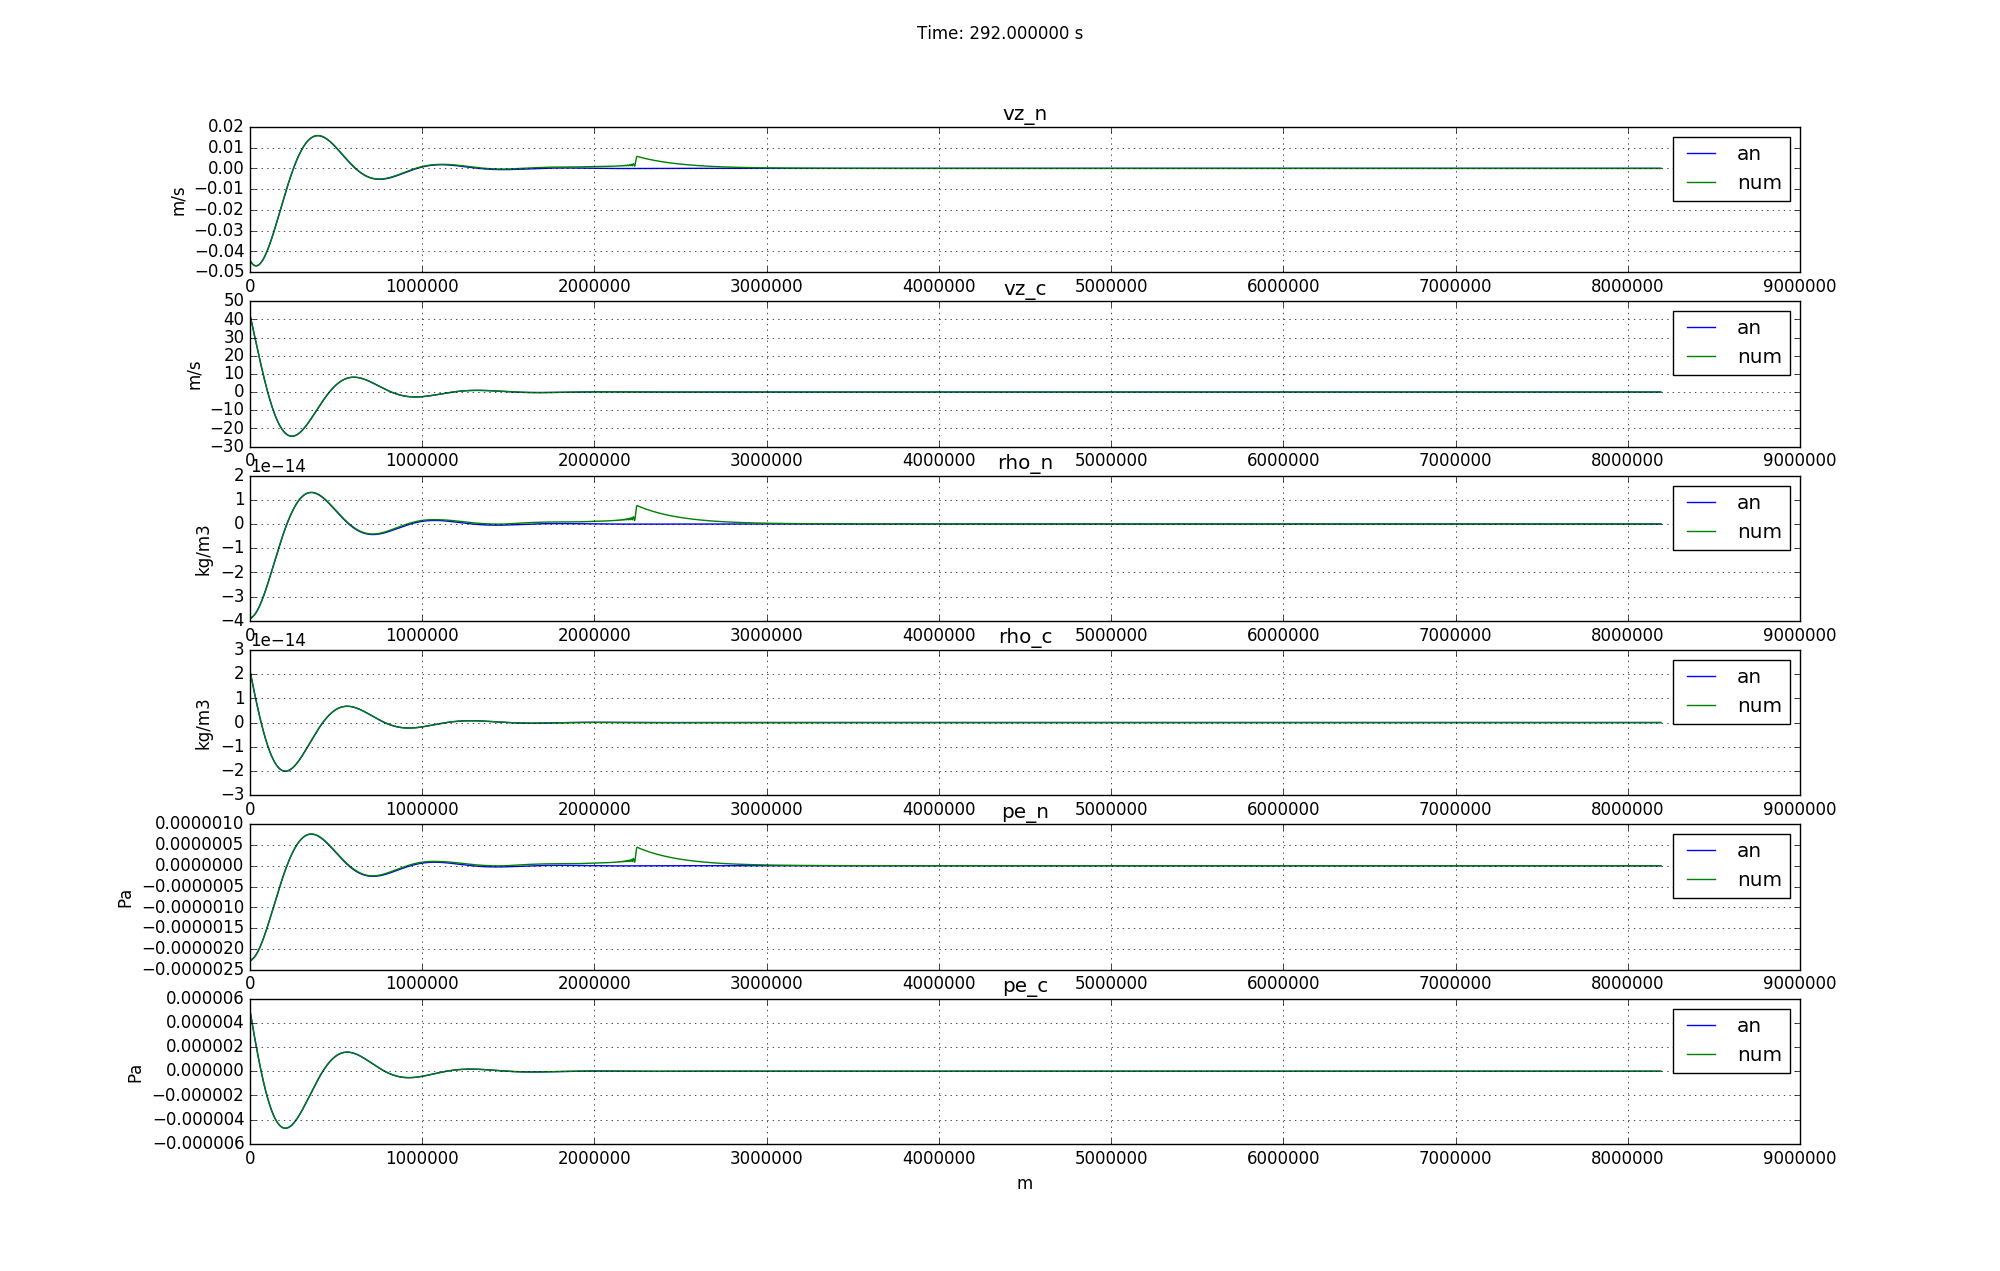 Time: 292.000000 s
vz_n
0.02
0.01
0.00
−0.01
−0.02
−0.03
−0.04
−0.05
m/s
an
num
0 1000000 2000000 3000000 4000000 5000000 6000000 7000000 8000000 9000000
vz_c
50
40
30
20
10
0
−10
−20
−30
m/s
an
num
0 1000000 2000000 3000000 4000000 5000000 6000000 7000000 8000000 9000000
1e−14
rho_n
2
1
0
−1
−2
−3
−4
kg/m3
an
num
0 1000000 2000000 3000000 4000000 5000000 6000000 7000000 8000000 9000000
1e−14
rho_c
3
2
1
0
−1
−2
−3
kg/m3
an
num
0 1000000 2000000 3000000 4000000 5000000 6000000 7000000 8000000 9000000
pe_n
0.0000010
0.0000005
0.0000000
−0.0000005
−0.0000010
−0.0000015
−0.0000020
−0.0000025
Pa
an
num
0 1000000 2000000 3000000 4000000 5000000 6000000 7000000 8000000 9000000
pe_c
0.000006
0.000004
0.000002
0.000000
−0.000002
−0.000004
−0.000006
Pa
an
num
0 1000000 2000000 3000000 4000000 5000000 6000000 7000000 8000000 9000000
m